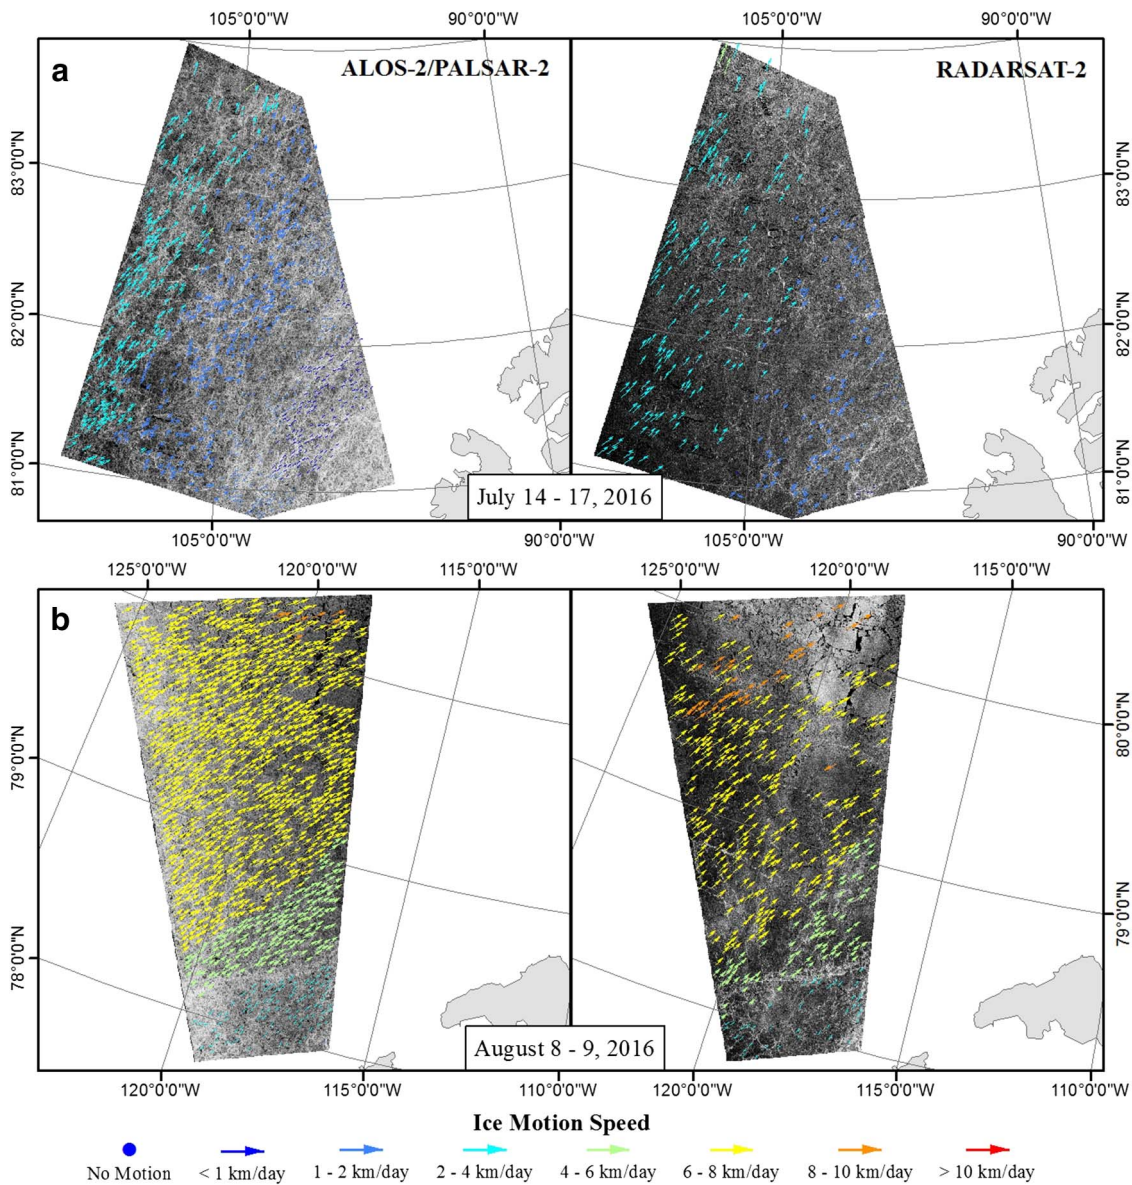 105°0'0"W 90°0'0"W 105°0'0"W 90°0'0"W
a ALOS-2/PALSAR-2 RADARSAT-2
83°0'0"N 83°0'0"N
82°0'0"N 82°0'0"N
81°0'0"N 81°0'0"N
July 14 - 17, 2016
105°0'0"W 90°0'0"W 105°0'0"W 90°0'0"W
125°0'0"W 120°0'0"W 115°0'0"W 125°0'0"W 120°0'0"W 115°0'0"W
b
79°0'0"N 80°0'0"N
78°0'0"N 79°0'0"N
August 8 - 9, 2016
120°0'0"W 115°0'0"W 110°0'0"W 120°0'0"W 115°0'0"W 110°0'0"W
Ice Motion Speed
No Motion < 1 km/day 1 - 2 km/day 2 - 4 km/day 4 - 6 km/day 6 - 8 km/day 8 - 10 km/day > 10 km/day